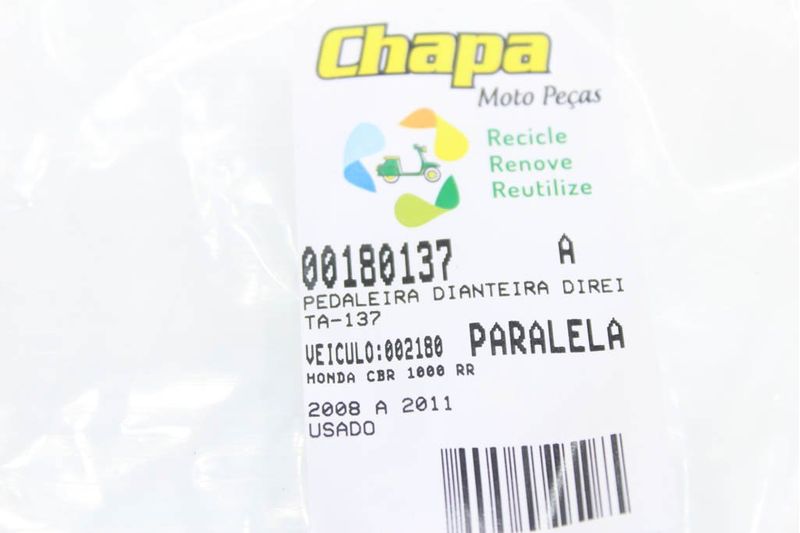 Chapa
Moto Peças
Recicle
Renove
Reutilize
00180137 A
PEDALEIRA DIANTEIRA DIREI
TA-137
VEICULO:002180 PARALELA
HONDA CBR 1000 RR
2008 A 2011
USADO